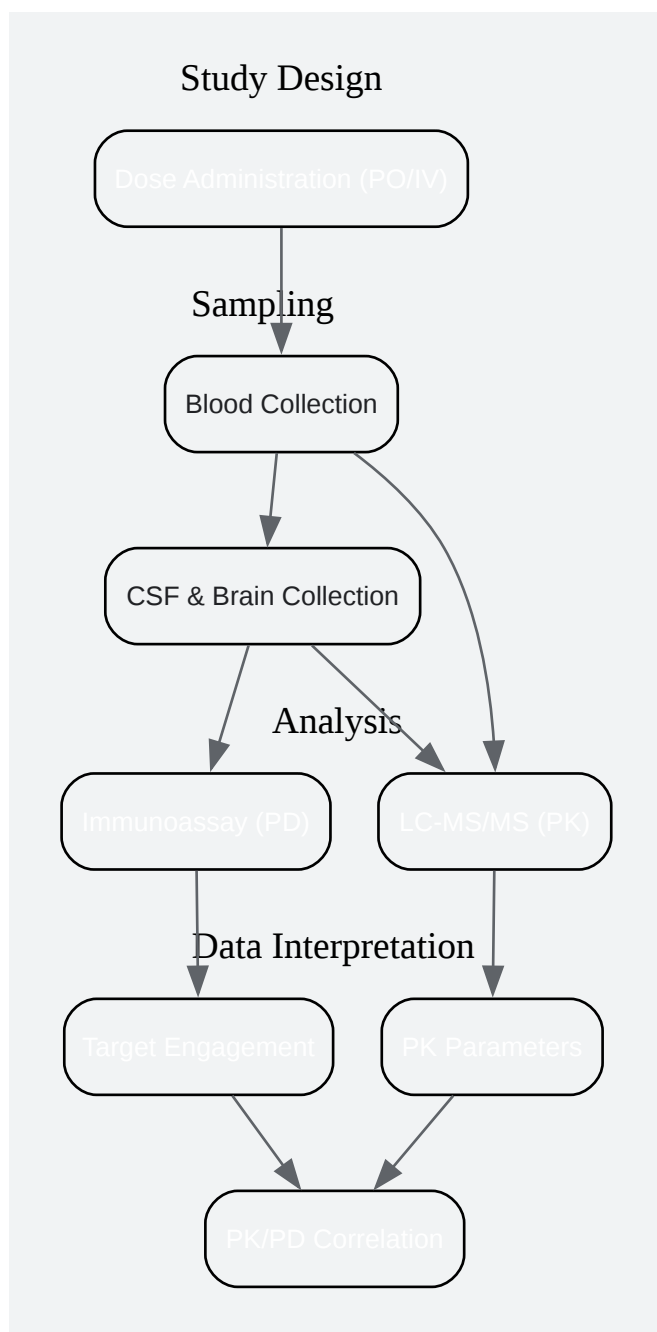 Study Design
Dose Administration (PO/IV)
Sampling
Blood Collection
CSF & Brain Collection
Analysis
Immunoassay (PD)
LC-MS/MS (PK)
Data Interpretation
Target Engagement
PK Parameters
PK/PD Correlation